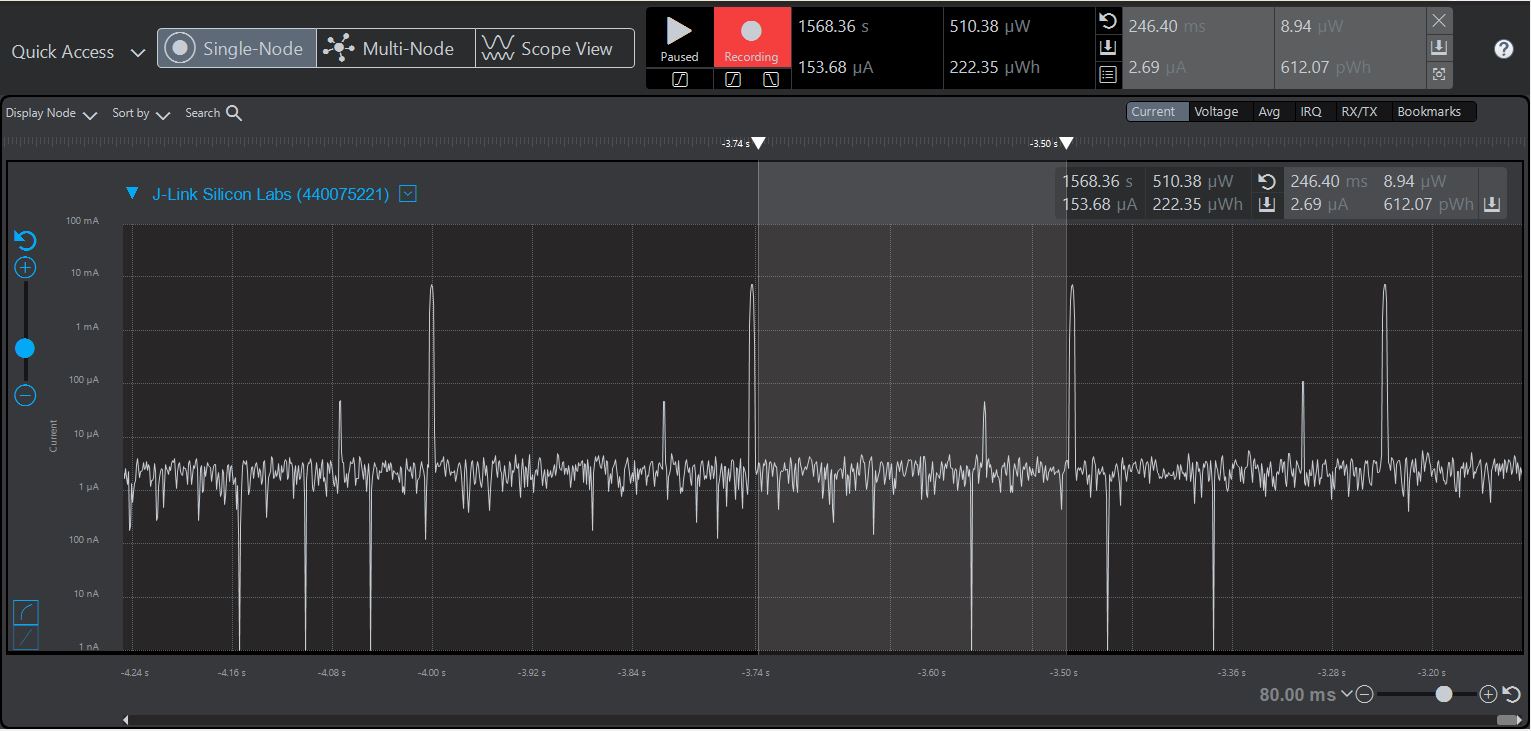 Quick Access
Single-Node
Multi-Node
Scope View
Paused
Recording
1568.36 s
510.38 µW
153.68 µA
222.35 µWh
246.40 ms
8.94 µW
2.69 µA
612.07 pWh
Display Node
Sort by
Search
Current
Voltage
Avg
IRQ
RX/TX
Bookmarks
-3.74 s
-3.50 s
J-Link Silicon Labs (440075221)
1568.36 s 510.38 µW
153.68 µA 222.35 µWh
246.40 ms 8.94 µW
2.69 µA 612.07 pWh
100 mA
10 mA
1 mA
100 µA
10 µA
1 µA
100 nA
10 nA
1 nA
Current
-4.24 s -4.16 s -4.08 s -4.00 s -3.92 s -3.84 s -3.74 s -3.60 s -3.50 s -3.36 s -3.28 s -3.20 s
80.00 ms